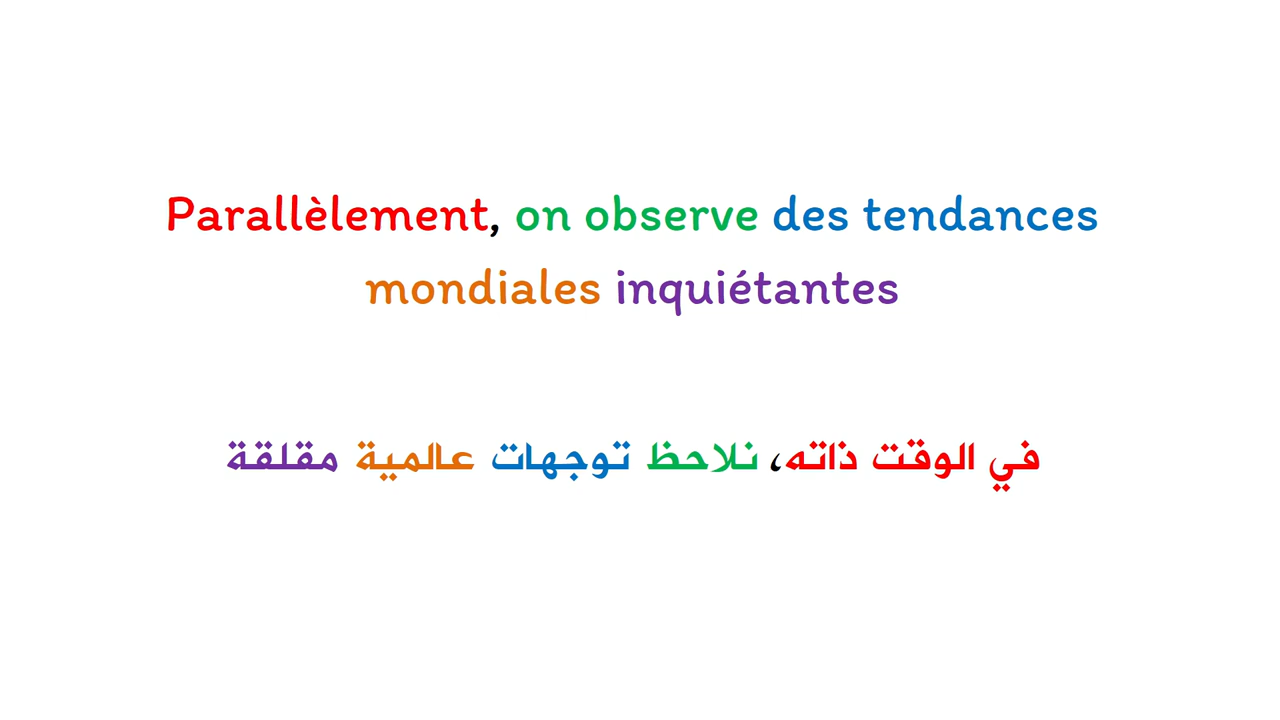 Parallèlement, on observe des tendances
mondiales inquiétantes
في الوقت ذاته، نلاحظ توجهات عالمية مقلقة